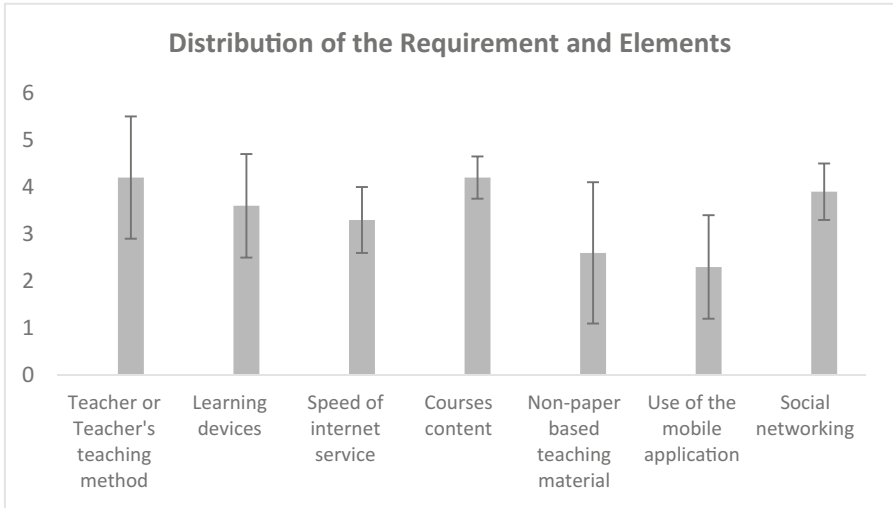 Distribution of the Requirement and Elements
6
5
4
3
2
1
0
Teacher or
Teacher's
teaching
method
Learning
devices
Speed of
internet
service
Courses
content
Non-paper
based
teaching
material
Use of the
mobile
application
Social
networking